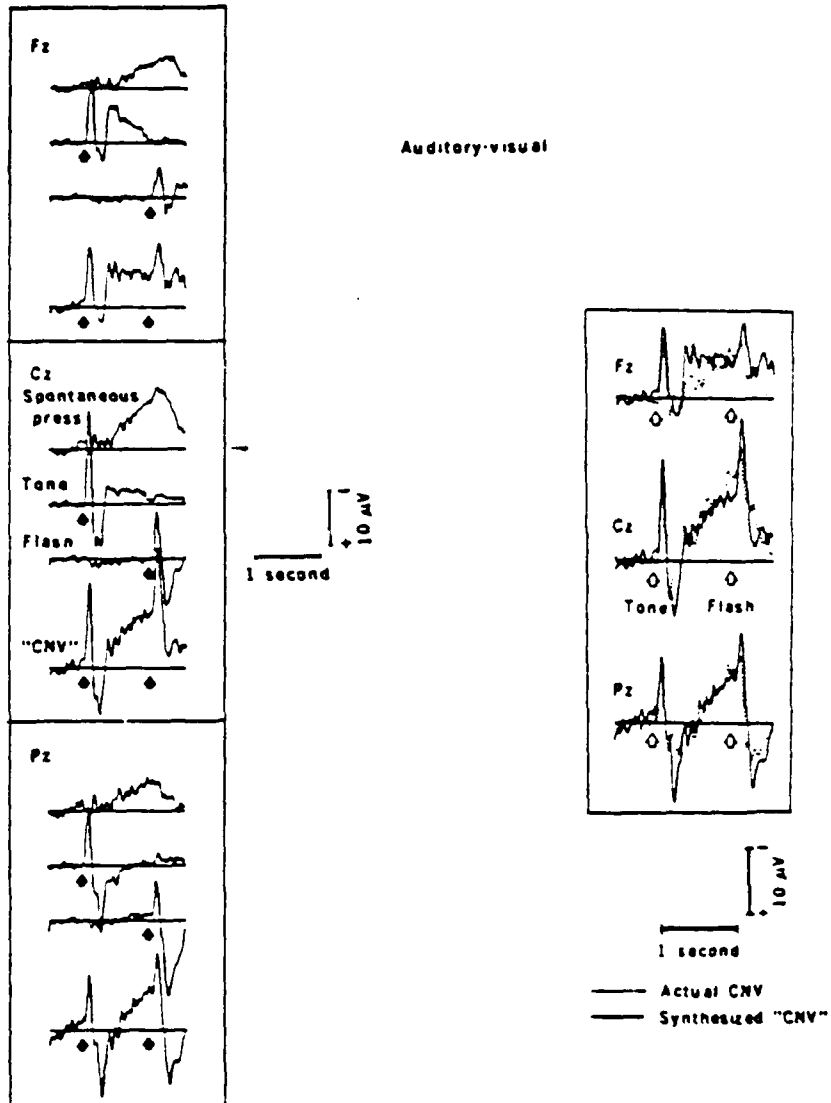 Fz
Auditory-visual
Cz
Spontaneous
press
Tone
Flash
"CNV"
− + 10 µV
1 second
Pz
Fz
Cz
Tone Flash
Pz
− + 10 µV
1 second
Actual CNV
Synthesized "CNV"